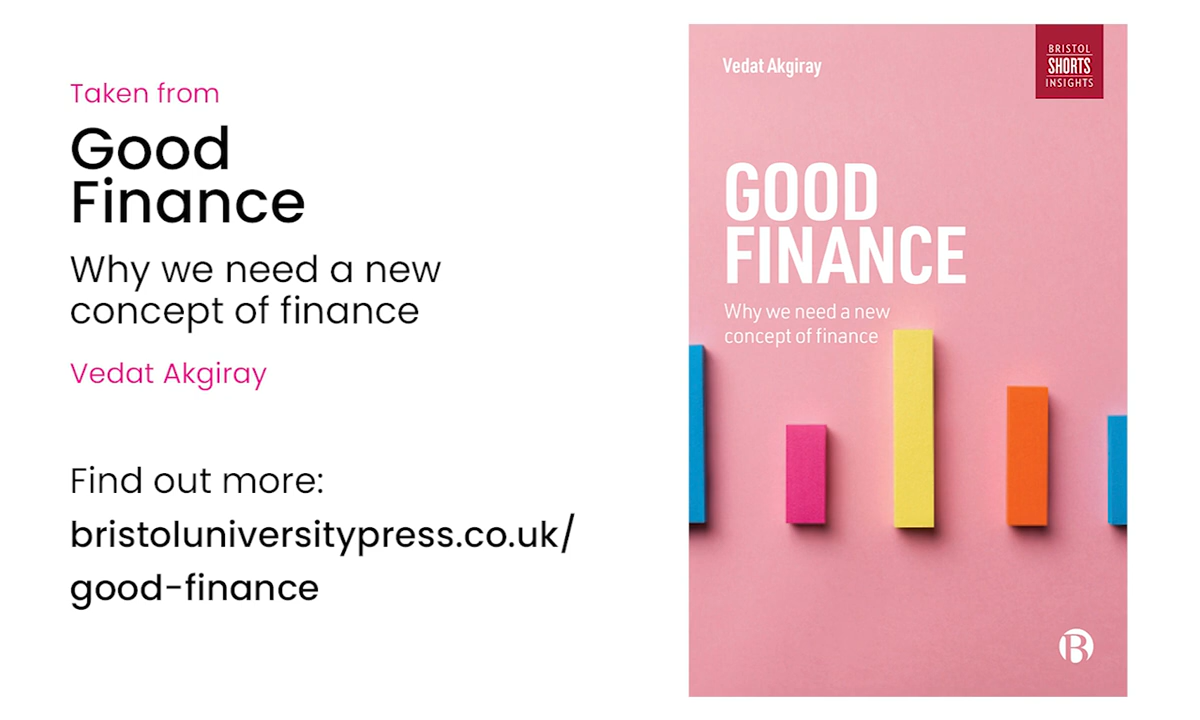 Taken from
Good
Finance
Why we need a new
concept of finance
Vedat Akgiray
Find out more:
bristoluniversitypress.co.uk/
good-finance
Vedat Akgiray
BRISTOL
SHORTS
INSIGHTS
GOOD
FINANCE
Why we need a new
concept of finance
B